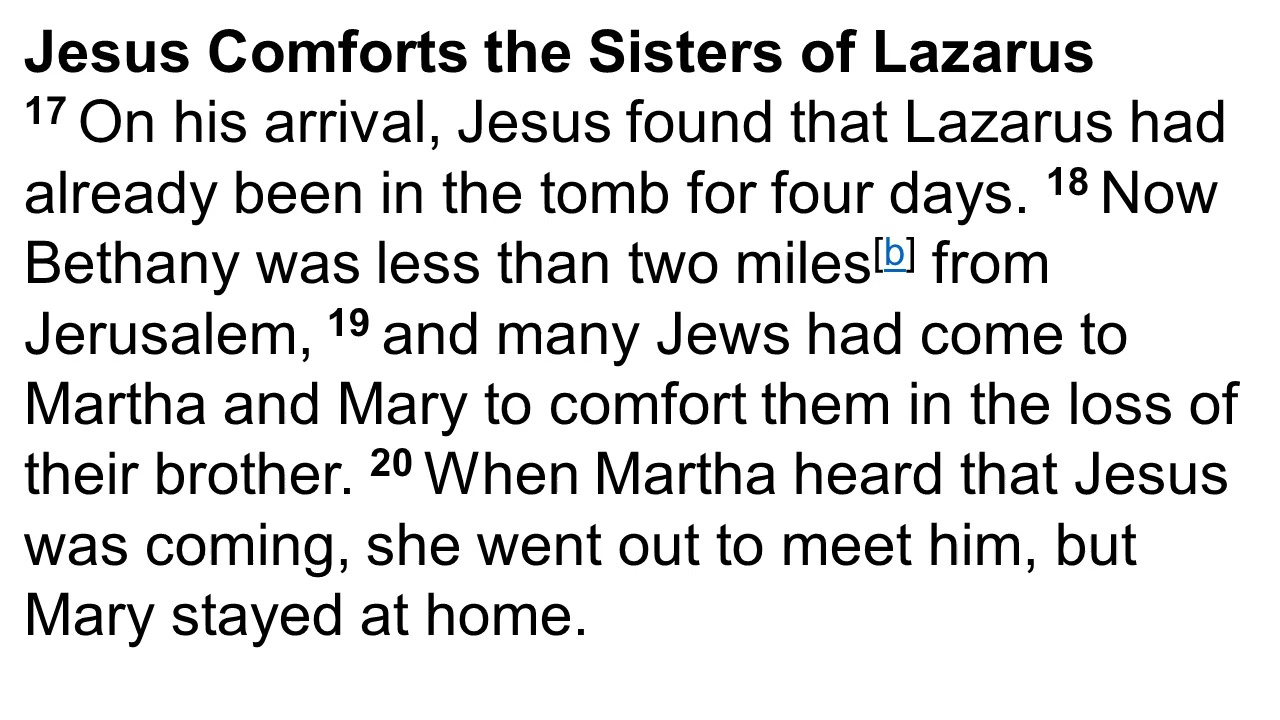 Jesus Comforts the Sisters of Lazarus
17 On his arrival, Jesus found that Lazarus had
already been in the tomb for four days. 18 Now
Bethany was less than two miles[b] from
Jerusalem, 19 and many Jews had come to
Martha and Mary to comfort them in the loss of
their brother. 20 When Martha heard that Jesus
was coming, she went out to meet him, but
Mary stayed at home.